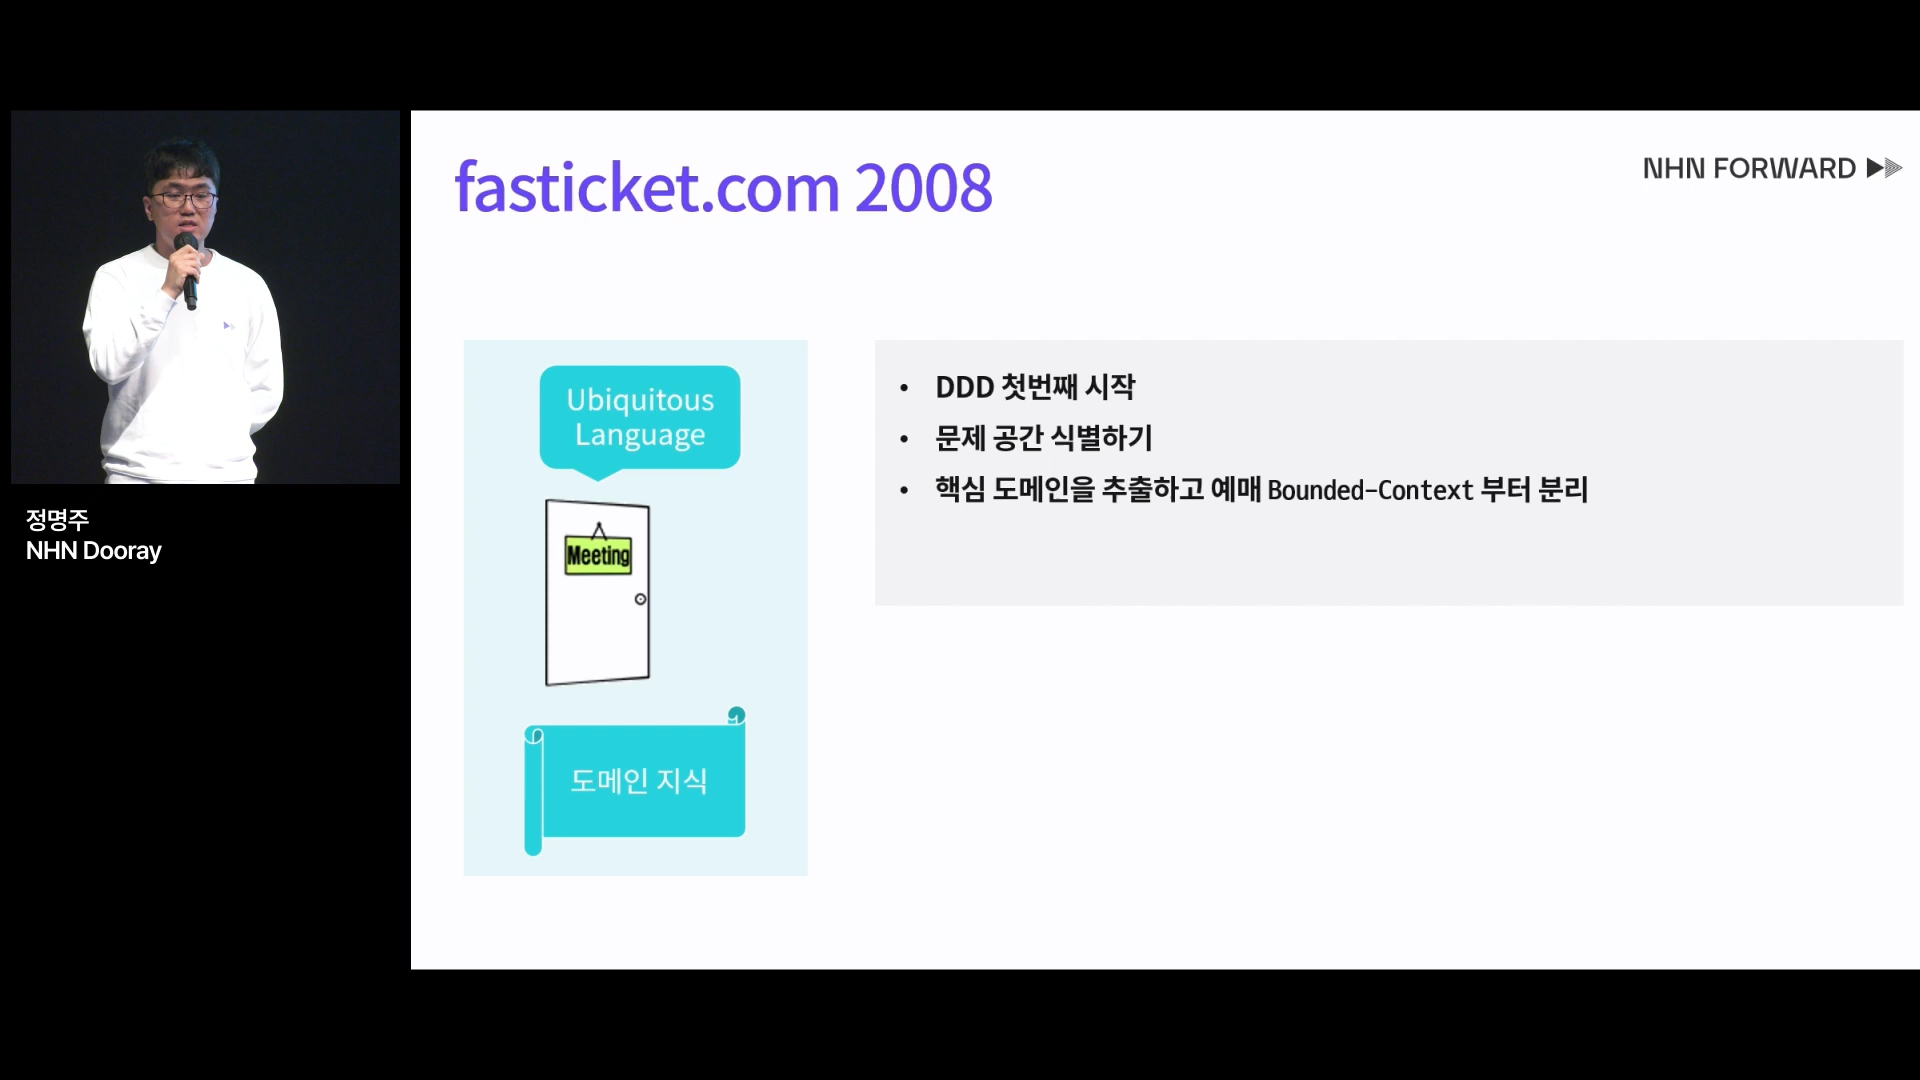 fasticket.com 2008
NHN FORWARD
정명주
NHN Dooray
Ubiquitous
Language
Meeting
도메인 지식
• DDD 첫번째 시작
• 문제 공간 식별하기
• 핵심 도메인을 추출하고 예매 Bounded-Context 부터 분리